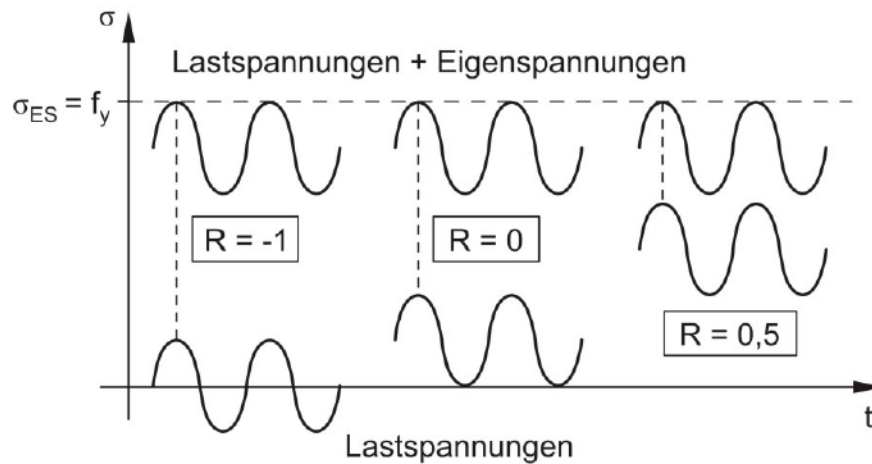 σ
Lastspannungen + Eigenspannungen
σES = fy
R = -1
R = 0
R = 0,5
t
Lastspannungen